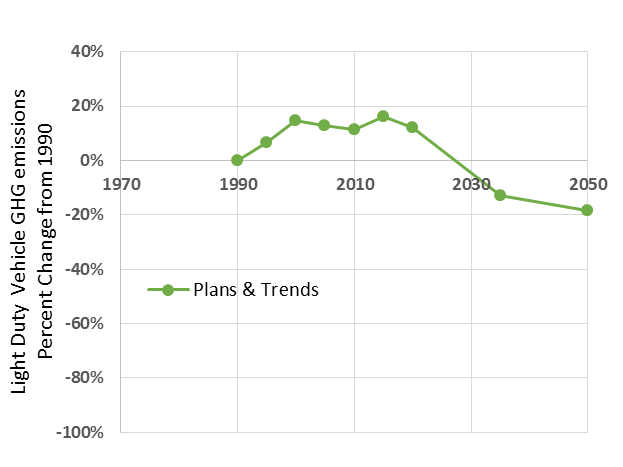 40%
20%
0%
1970 1990 2010 2030 2050
-20%
-40%
-60%
-80%
-100%
Light Duty  Vehicle GHG emissions
Percent Change from 1990
Plans & Trends